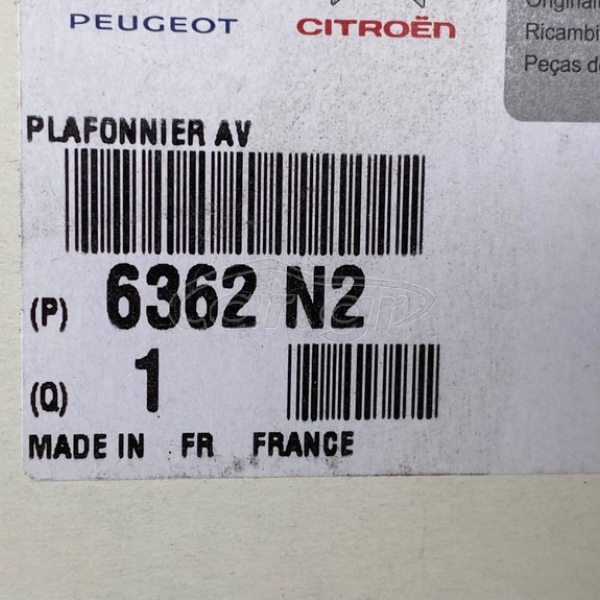 PEUGEOT CITROËN
Ricambi
Peças de
PLAFONNIER AV
(P) 6362 N2
(Q) 1
MADE IN FR FRANCE